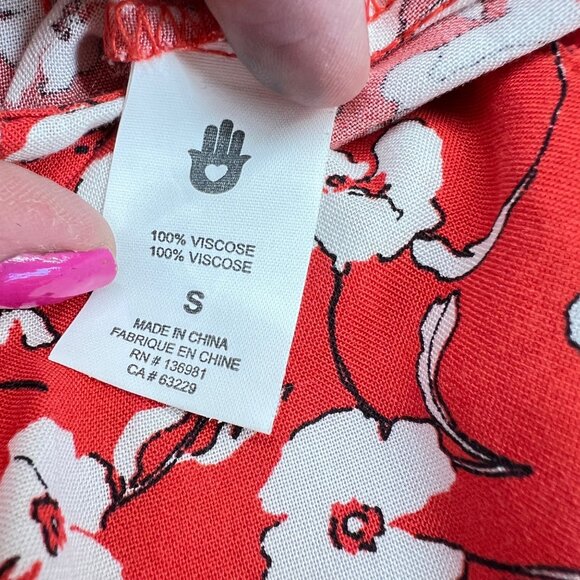 100% VISCOSE
100% VISCOSE
S
MADE IN CHINA
FABRIQUE EN CHINE
RN # 136981
CA # 63229